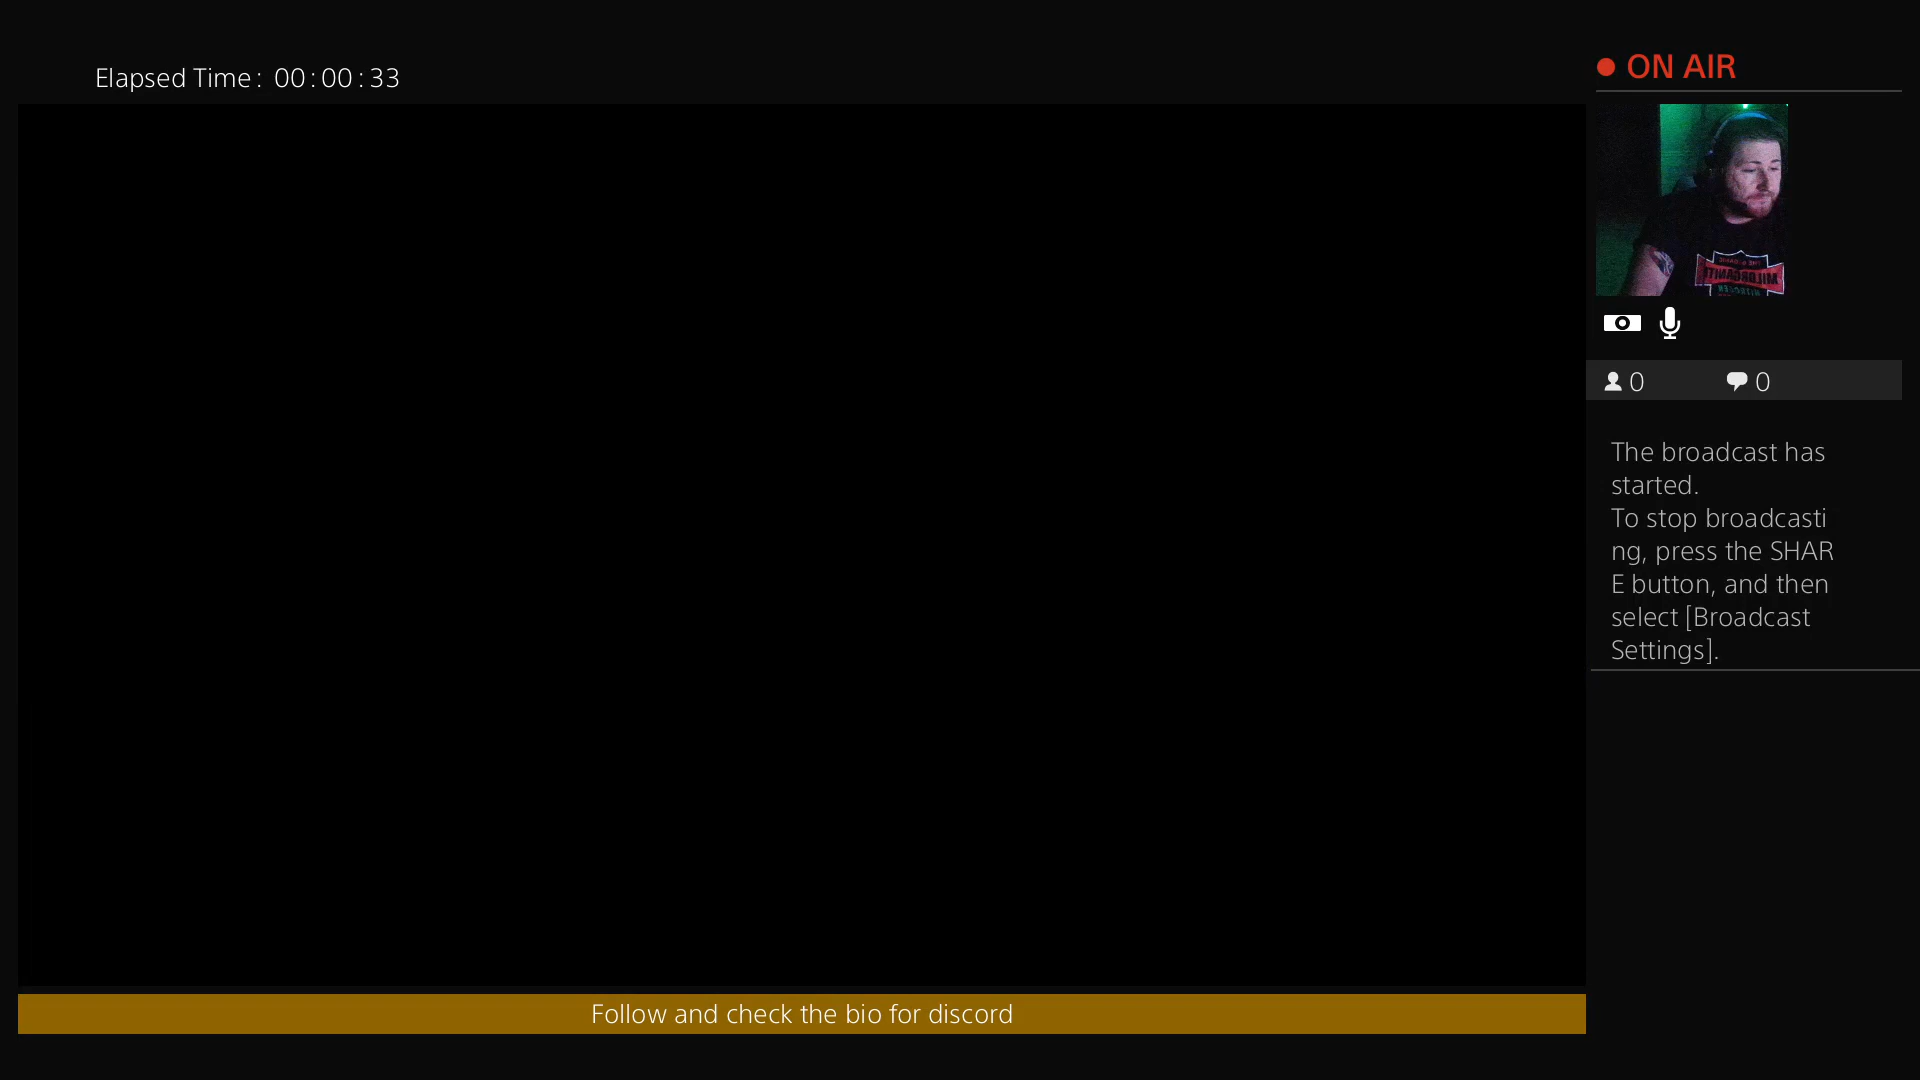 Elapsed Time: 00:00:33
ON AIR
0
0
The broadcast has
started.
To stop broadcasti
ng, press the SHAR
E button, and then
select [Broadcast
Settings].
Follow and check the bio for discord